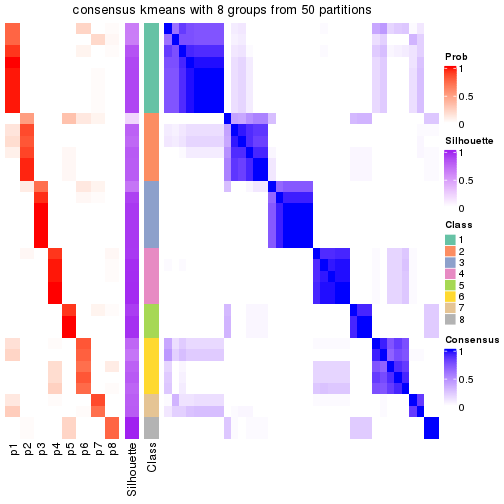 consensus kmeans with 8 groups from 50 partitions
Prob
1
0.5
0
Silhouette
1
0.5
0
Class
1
2
3
4
5
6
7
8
Consensus
1
0.5
0
p1
p2
p3
p4
p5
p6
p7
p8
Silhouette
Class